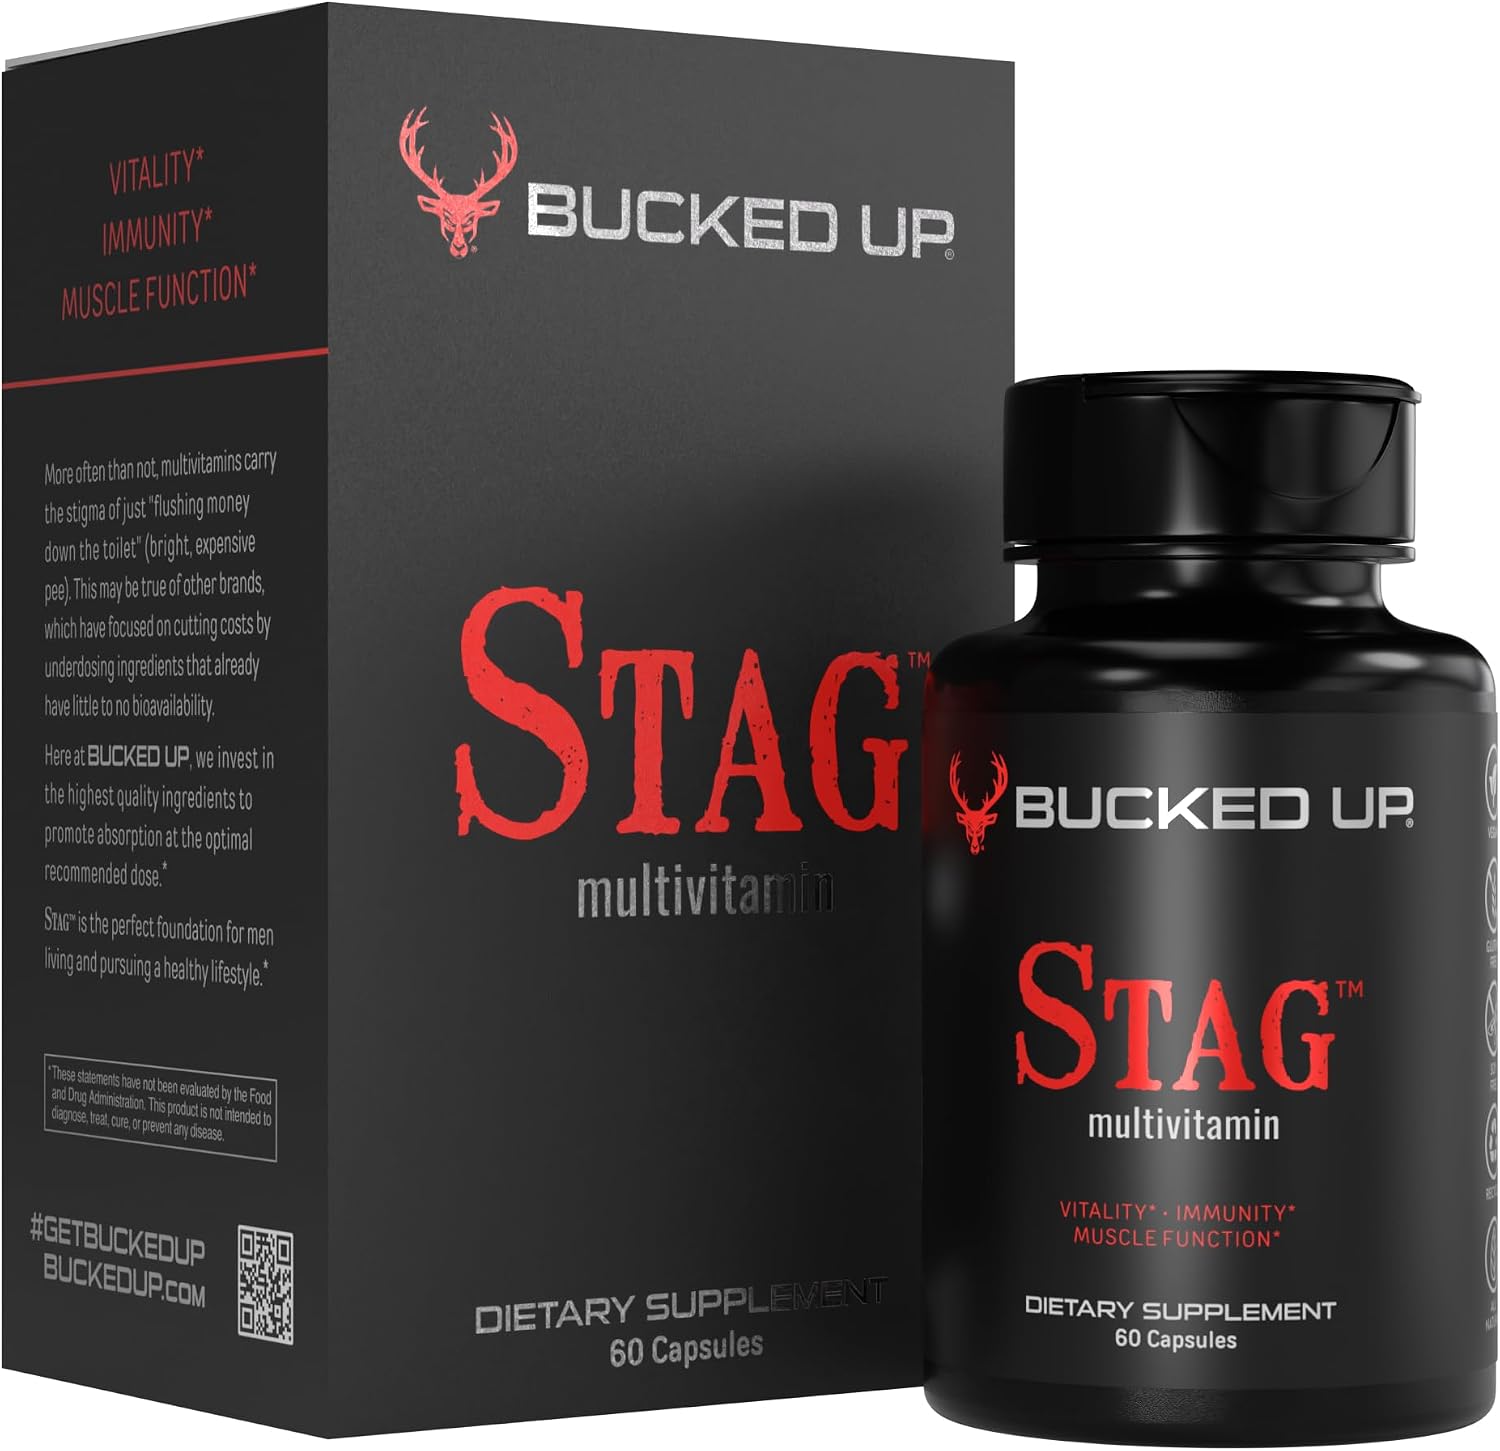 VITALITY*
IMMUNITY*
MUSCLE FUNCTION*
More often than not, multivitamins carry
the stigma of just "flushing money
down the toilet" (bright, expensive
pee). This may be true of other brands,
which have focused on cutting costs by
underdosing ingredients that already
have little to no bioavailability.
Here at BUCKED UP, we invest in
the highest quality ingredients to
promote absorption at the optimal
recommended dose.*
STAG™ is the perfect foundation for men
living and pursuing a healthy lifestyle.*
*These statements have not been evaluated by the Food
and Drug Administration. This product is not intended to
diagnose, treat, cure, or prevent any disease.
#GETBUCKEDUP
BUCKEDUP.COM
BUCKED UP®
STAG™
multivitamin
DIETARY SUPPLEMENT
60 Capsules
BUCKED UP®
STAG™
multivitamin
VITALITY* · IMMUNITY*
MUSCLE FUNCTION*
DIETARY SUPPLEMENT
60 Capsules